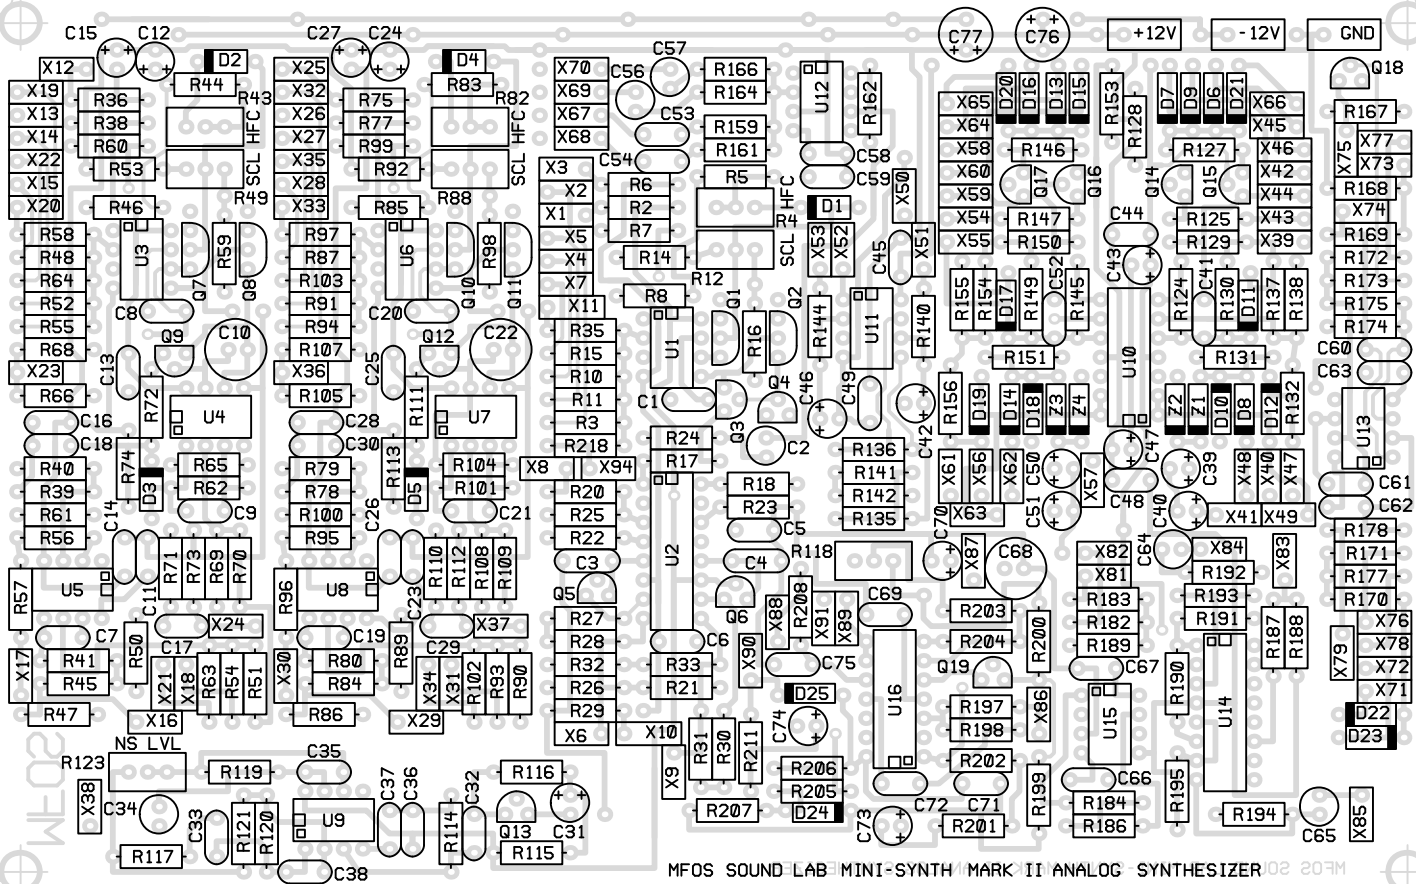 C15 C12 C27 C24 C57 C77 C76 +12V -12V GND
X12 D2 X25 D4 X70 C56 R166 U12 R162 D20 D16 D13 D15 R153 D7 D9 D6 D21 Q18
X19 R44 R43 X32 R83 R82 X69 R164 X65 R128 X66 R167
X13 R36 HFC X26 R75 HFC X67 C53 R159 X64 X45 X77
X14 R38 X27 R77 X68 R161 C58 X58 R146 R127 X46 X75 X73
X22 R60 SCL X35 R99 SCL X3 C54 R5 HFC C59 X60 Q17 Q16 Q14 Q15 X42 R168
X15 R53 R49 X28 R92 R88 X2 R6 R4 X50 X59 X44 X74
X20 R46 X33 R85 X1 R2 D1 X54 R147 C44 R125 X43 R169
R58 U3 R59 R97 U6 R98 X5 R7 SCL X53 X52 C45 X51 X55 R150 R129 X39 R172
R48 Q7 Q8 R87 Q10 Q11 X4 R14 R12 C43 R173
R64 R103 X7 Q1 Q2 R155 R154 D17 R149 C52 R145 R124 C41 R130 D11 R137 R138
R52 C8 R91 C20 X11 R8 R144 U11 R140 R175
R55 Q9 C10 R94 Q12 C22 R35 U1 R16 R174
R68 R107 R15 R151 U10 R131 C60
X23 C13 X36 C25 R10 Q4 C46 C49 C63
R66 R72 R105 R111 R11 C1 R156 D19 D14 D18 Z3 Z4 Z2 Z1 D10 D8 D12 R132
C16 U4 C28 U7 R3 Q3 C42 U13
C18 C30 R218 R24 C2 R136 C47
R40 R74 R65 R79 R113 R104 X8 X94 R17 R141 X61 X56 X62 C50 X57 C39 X48 X40 X47
R39 D3 R62 R78 D5 R101 R20 R18 R142 C48 C61
R61 C14 C9 R100 C26 C21 R25 R23 R135 C70 X63 C51 C40 X41 X49 C62
R56 R95 R22 C5 R178
R71 R73 R69 R70 R110 R112 R108 R109 C3 U2 C4 R118 X87 C68 X82 C64 X84 X83 R171
R57 U5 R96 U8 Q5 X81 R192 R177
C11 C23 Q6 X88 R208 X91 X89 C69 R203 R183 R193 R170
C7 C17 X24 C19 C29 X37 R27 R200 R182 R191 X76
R50 R89 R28 C6 X90 R204 R189 R187 R188 X79 X78
X17 R41 X30 R80 R32 R33 C75 Q19 C67 R190 X72
R45 X21 X18 R63 R54 R51 R84 X34 X31 R102 R93 R90 R26 R21 D25 U16 R197 X86 U15 U14 X71
R47 X16 R86 X29 R29 C74 R198 D22
X6 X10 R31 R30 R211 D23
NS LVL
R123 R119 C35 R116 X9 R206 R202 C66 R195
X38 C34 C37 C36 C32 R205 C72 C71 R199 R184
C33 R121 R120 U9 R114 Q13 C31 R207 D24 C73 R201 R186 R194 C65 X85
R117 C38 R115
MFOS
MFOS SOUND LAB MINI-SYNTH MARK II ANALOG SYNTHESIZER
MFOS SOUND LAB MINI-SYNTH MARK II ANALOG SYNTHESIZER